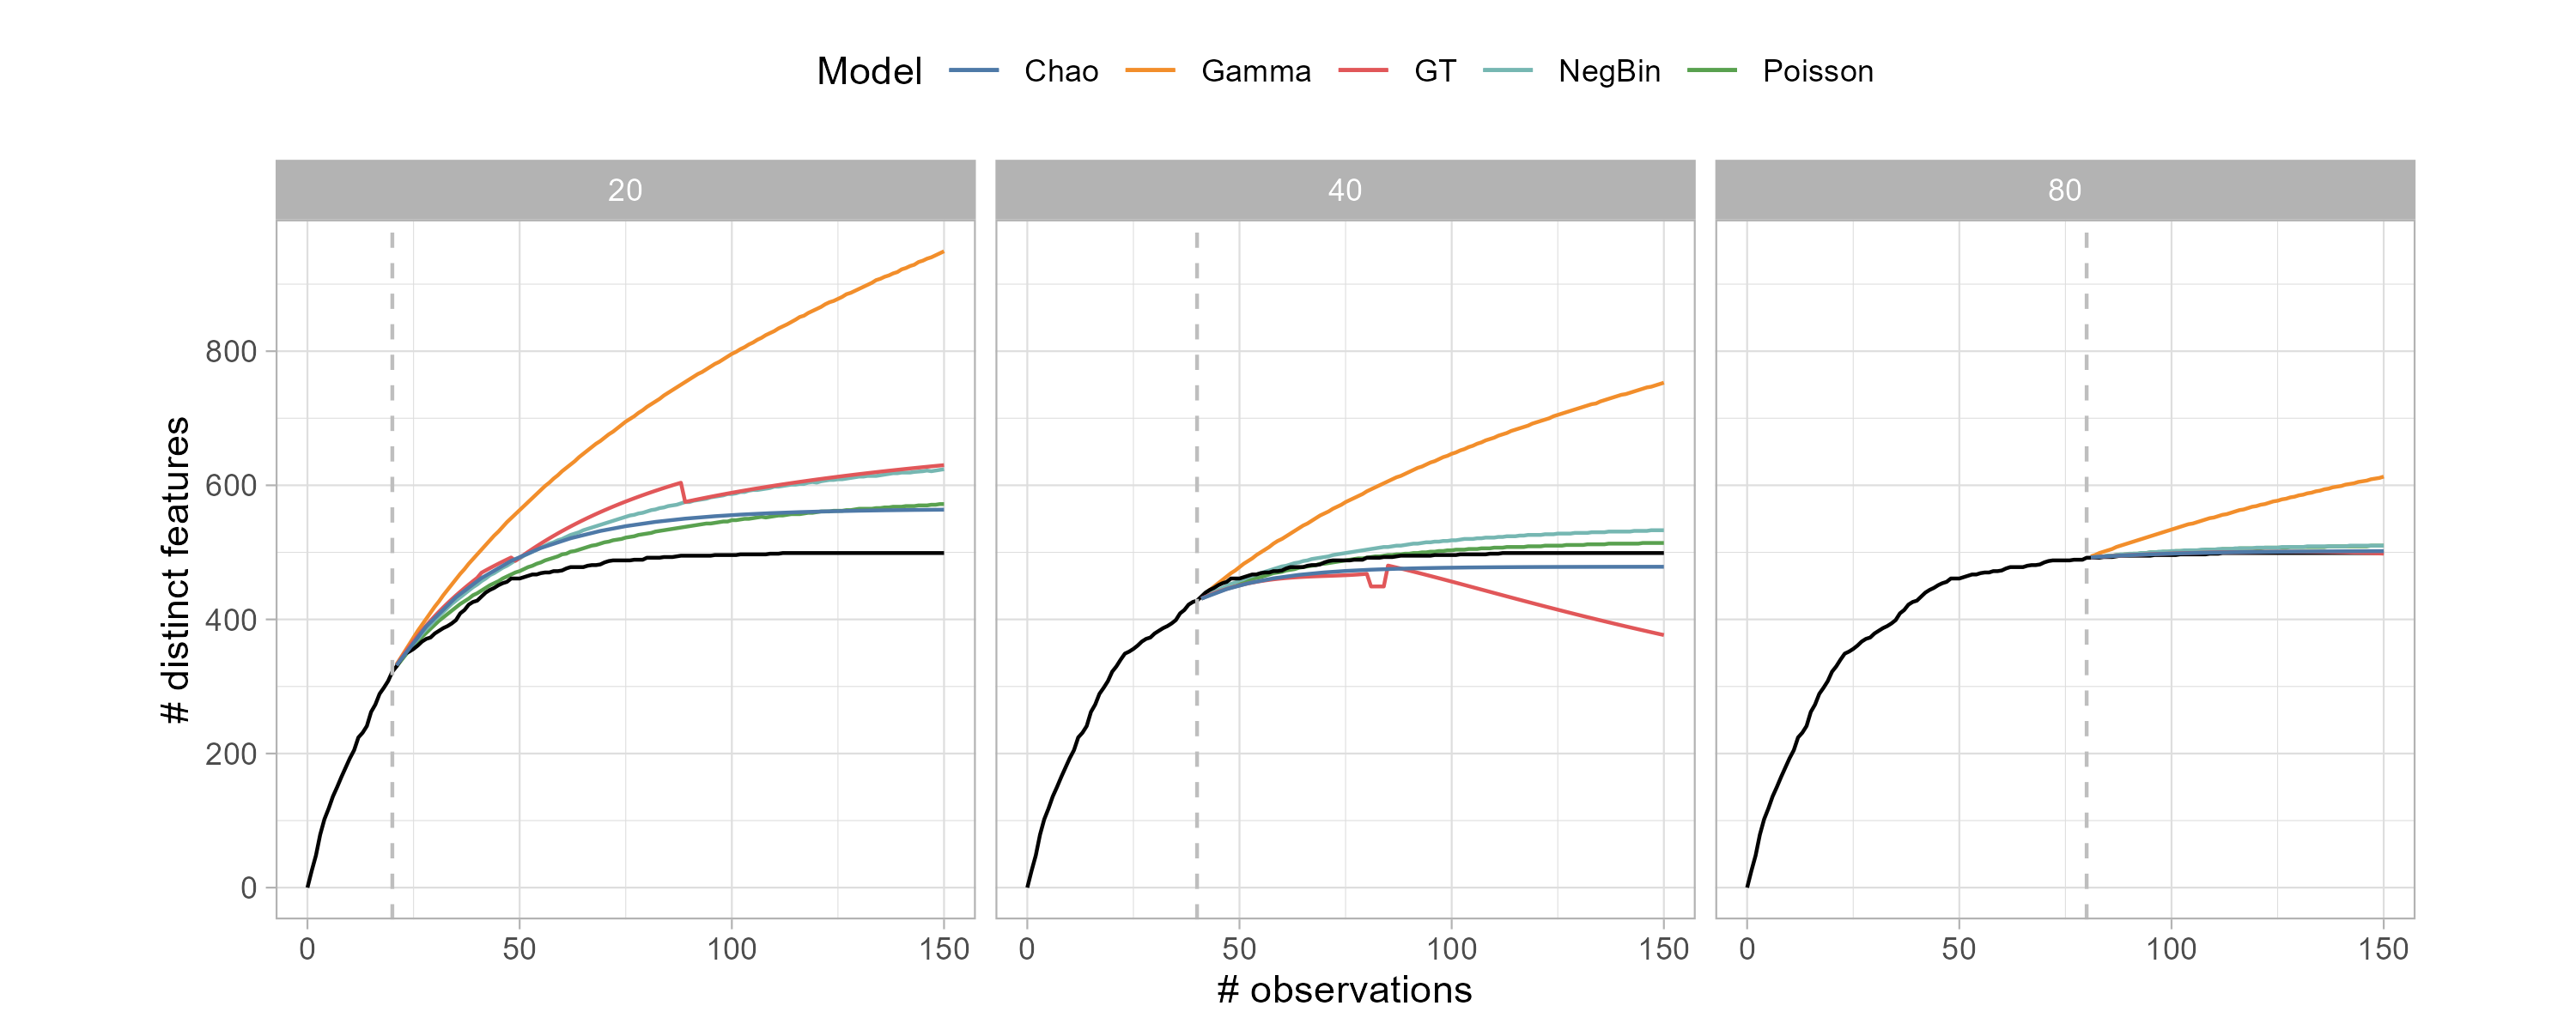 Model Chao Gamma GT NegBin Poisson
20 40 80
# distinct features
800
600
400
200
0
0 50 100 150 0 50 100 150 0 50 100 150
# observations